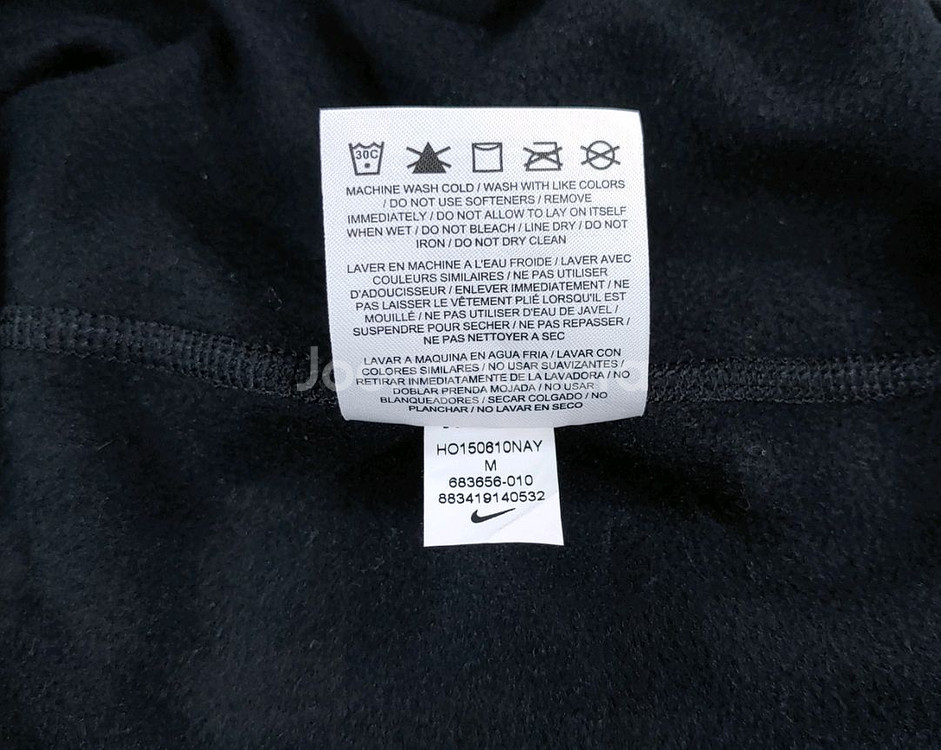 30C
MACHINE WASH COLD / WASH WITH LIKE COLORS
/ DO NOT USE SOFTENERS / REMOVE
IMMEDIATELY / DO NOT ALLOW TO LAY ON ITSELF
WHEN WET / DO NOT BLEACH / LINE DRY / DO NOT
IRON / DO NOT DRY CLEAN
LAVER EN MACHINE A L'EAU FROIDE / LAVER AVEC
COULEURS SIMILAIRES / NE PAS UTILISER
D'ADOUCISSEUR / ENLEVER IMMEDIATEMENT / NE
PAS LAISSER LE VÊTEMENT PLIÉ LORSQU'IL EST
MOUILLÉ / NE PAS UTILISER D'EAU DE JAVEL /
SUSPENDRE POUR SECHER / NE PAS REPASSER /
NE PAS NETTOYER A SEC
LAVAR A MAQUINA EN AGUA FRIA / LAVAR CON
COLORES SIMILARES / NO USAR SUAVIZANTES /
RETIRAR INMEDIATAMENTE DE LA LAVADORA / NO
DOBLAR PRENDA MOJADA / NO USAR
BLANQUEADORES / SECAR COLGADO / NO
PLANCHAR / NO LAVAR EN SECO
HO150610NAY
M
683656-010
883419140532